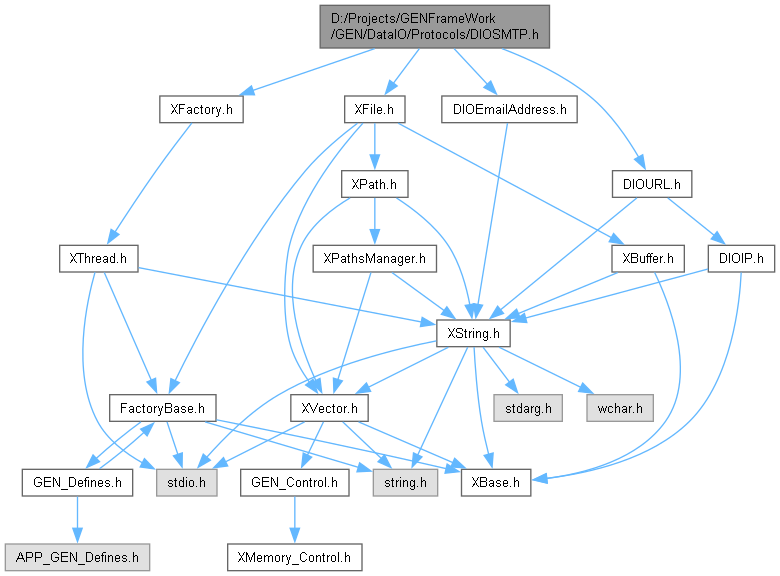 D:/Projects/GENFrameWork
/GEN/DataIO/Protocols/DIOSMTP.h
XFactory.h
XFile.h
DIOEmailAddress.h
XPath.h
DIOURL.h
XThread.h
XPathsManager.h
XBuffer.h
DIOIP.h
XString.h
FactoryBase.h
XVector.h
stdarg.h
wchar.h
GEN_Defines.h
stdio.h
GEN_Control.h
string.h
XBase.h
APP_GEN_Defines.h
XMemory_Control.h